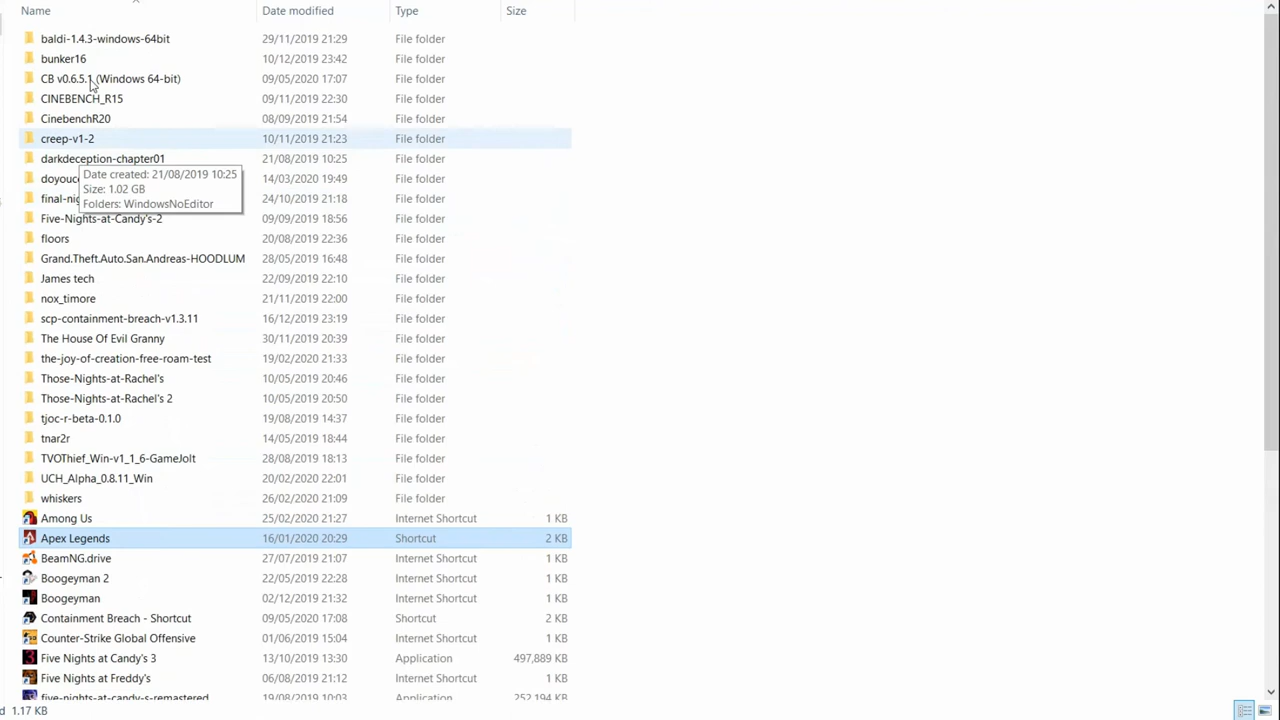 Name Date modified Type Size
baldi-1.4.3-windows-64bit 29/11/2019 21:29 File folder
bunker16 10/12/2019 23:42 File folder
CB v0.6.5.1 (Windows 64-bit) 09/05/2020 17:07 File folder
CINEBENCH_R15 09/11/2019 22:30 File folder
CinebenchR20 08/09/2019 21:54 File folder
creep-v1-2 10/11/2019 21:23 File folder
darkdeception-chapter01 21/08/2019 10:25 File folder
Date created: 21/08/2019 10:25
Size: 1.02 GB
Folders: WindowsNoEditor
14/03/2020 19:49 File folder
24/10/2019 21:18 File folder
Five-Nights-at-Candy's-2 09/09/2019 18:56 File folder
floors 20/08/2019 22:36 File folder
Grand.Theft.Auto.San.Andreas-HOODLUM 28/05/2019 16:48 File folder
James tech 22/09/2019 22:10 File folder
nox_timore 21/11/2019 22:00 File folder
scp-containment-breach-v1.3.11 16/12/2019 23:19 File folder
The House Of Evil Granny 30/11/2019 20:39 File folder
the-joy-of-creation-free-roam-test 19/02/2020 21:33 File folder
Those-Nights-at-Rachel's 10/05/2019 20:46 File folder
Those-Nights-at-Rachel's 2 10/05/2019 20:50 File folder
tjoc-r-beta-0.1.0 19/08/2019 14:37 File folder
tnar2r 14/05/2019 18:44 File folder
TVOThief_Win-v1_1_6-GameJolt 28/08/2019 18:13 File folder
UCH_Alpha_0.8.11_Win 20/02/2020 22:01 File folder
whiskers 26/02/2020 21:09 File folder
Among Us 25/02/2020 21:27 Internet Shortcut 1 KB
Apex Legends 16/01/2020 20:29 Shortcut 2 KB
BeamNG.drive 27/07/2019 21:07 Internet Shortcut 1 KB
Boogeyman 2 22/05/2019 22:28 Internet Shortcut 1 KB
Boogeyman 02/12/2019 21:32 Internet Shortcut 1 KB
Containment Breach - Shortcut 09/05/2020 17:08 Shortcut 2 KB
Counter-Strike Global Offensive 01/06/2019 15:04 Internet Shortcut 1 KB
Five Nights at Candy's 3 13/10/2019 13:30 Application 497,889 KB
Five Nights at Freddy's 06/08/2019 21:12 Internet Shortcut 1 KB
five-nights-at-candy-s-remastered 19/08/2019 10:03 Application 252,194 KB
1.17 KB